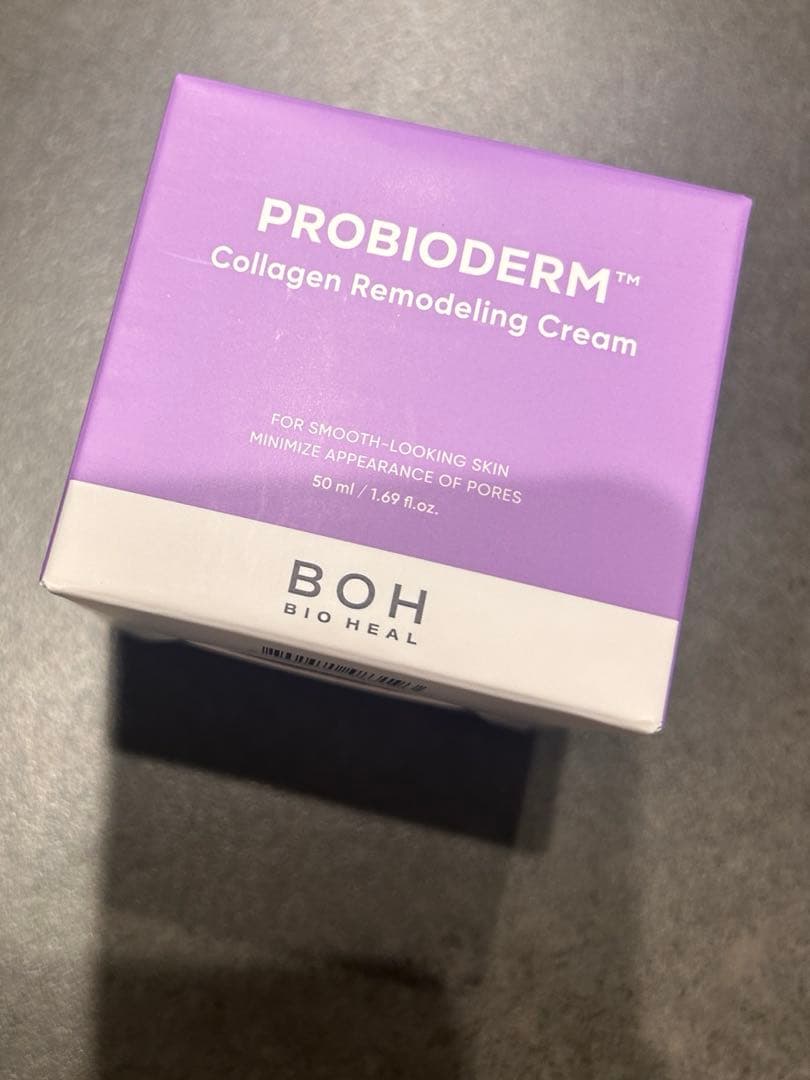 PROBIODERM™
Collagen Remodeling Cream
FOR SMOOTH-LOOKING SKIN
MINIMIZE APPEARANCE OF PORES
50 ml / 1.69 fl.oz.
BOH
BIO HEAL